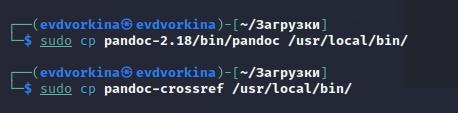 ┌──(evdvorkina㉿evdvorkina)-[~/Загрузки]
└─$ sudo cp pandoc-2.18/bin/pandoc /usr/local/bin/
┌──(evdvorkina㉿evdvorkina)-[~/Загрузки]
└─$ sudo cp pandoc-crossref /usr/local/bin/